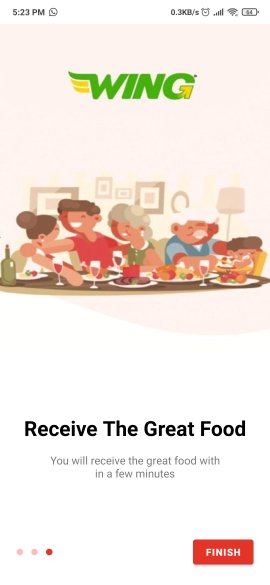 5:23 PM
0.3KB/s
64
WING
Receive The Great Food
You will receive the great food with
in a few minutes
FINISH